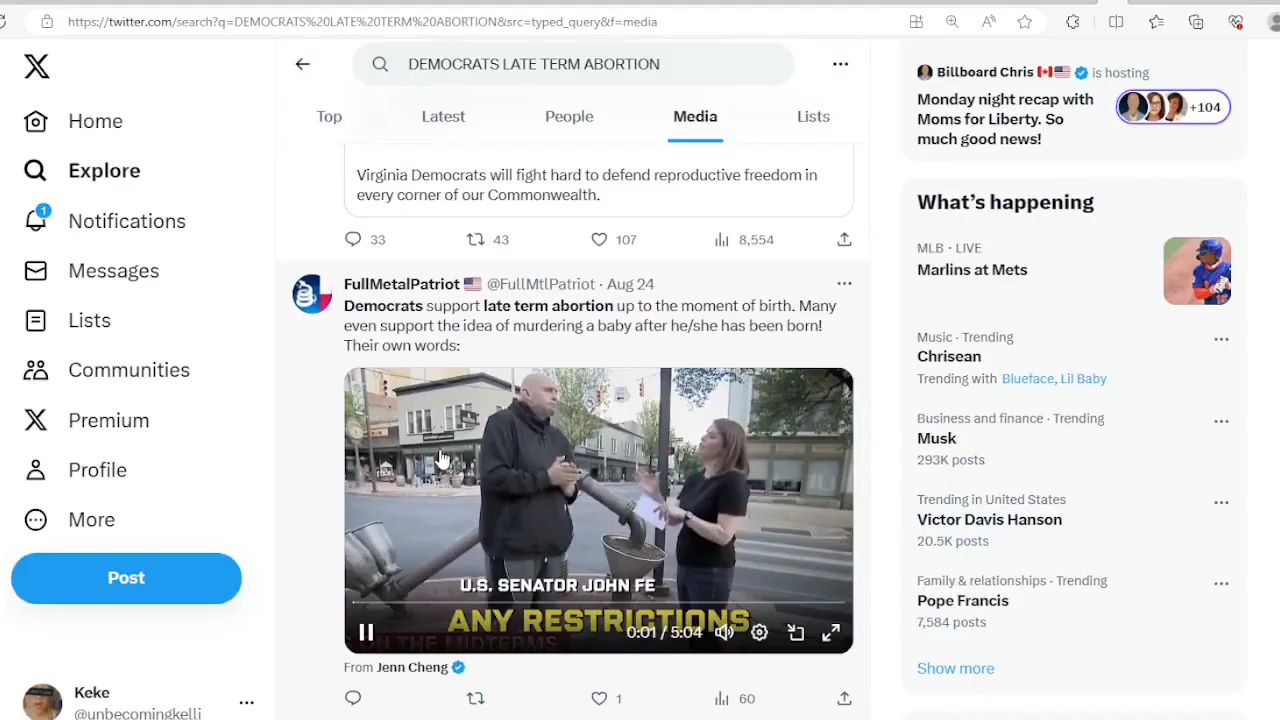 https://twitter.com/search?q=DEMOCRATS%20LATE%20TERM%20ABORTION&src=typed_query&f=media
X
Home
Explore
1
Notifications
Messages
Lists
Communities
Premium
Profile
More
Post
Keke
@unbecomingkelli
DEMOCRATS LATE TERM ABORTION
Top
Latest
People
Media
Lists
Virginia Democrats will fight hard to defend reproductive freedom in
every corner of our Commonwealth.
33
43
107
8,554
FullMetalPatriot 🇺🇸 @FullMtlPatriot · Aug 24
Democrats support late term abortion up to the moment of birth. Many
even support the idea of murdering a baby after he/she has been born!
Their own words:
U.S. SENATOR JOHN FE
ANY RESTRICTIONS
ON THE MIDTERMS
0:01 / 5:04
From Jenn Cheng
1
60
Billboard Chris 🇨🇦🇺🇸 is hosting
Monday night recap with
Moms for Liberty. So
much good news!
+104
What's happening
MLB · LIVE
Marlins at Mets
Music · Trending
Chrisean
Trending with Blueface, Lil Baby
Business and finance · Trending
Musk
293K posts
Trending in United States
Victor Davis Hanson
20.5K posts
Family & relationships · Trending
Pope Francis
7,584 posts
Show more